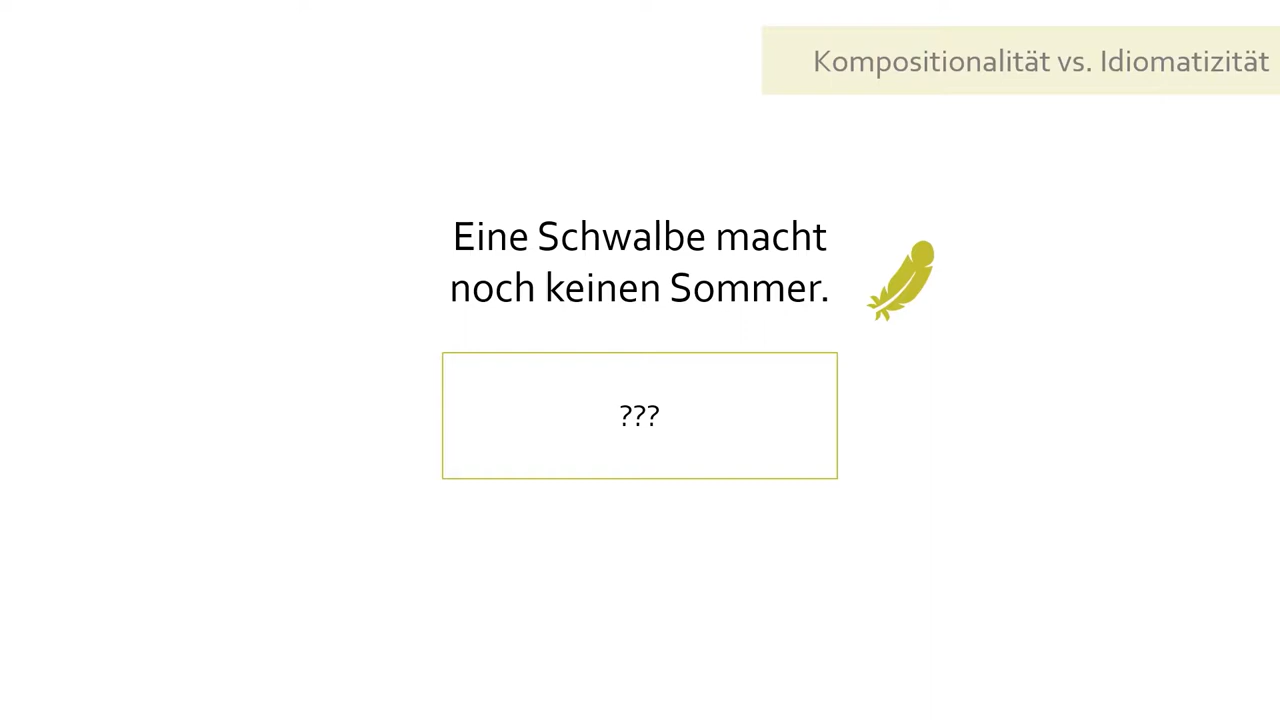 Kompositionalität vs. Idiomatizität
Eine Schwalbe macht
noch keinen Sommer.
???